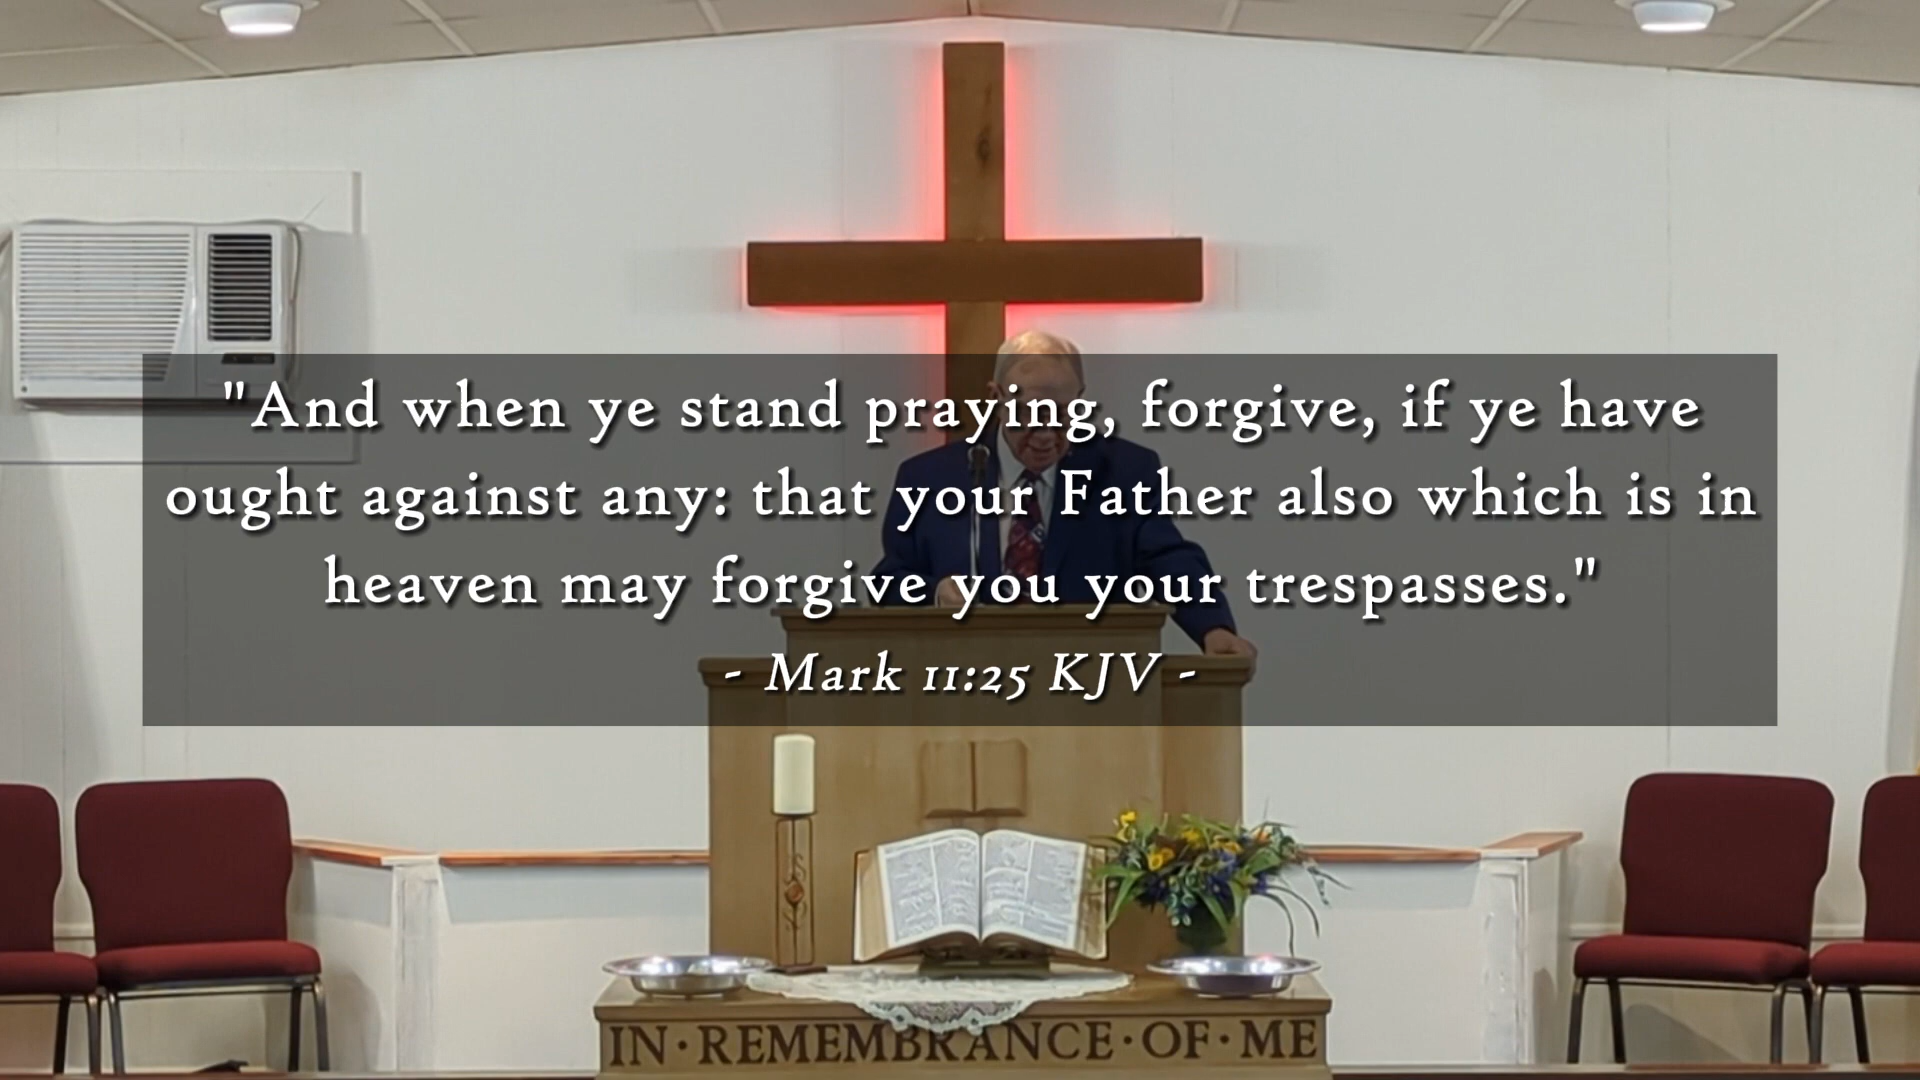 "And when ye stand praying, forgive, if ye have
ought against any: that your Father also which is in
heaven may forgive you your trespasses."
- Mark 11:25 KJV -
IN·REMEMBRANCE·OF·ME